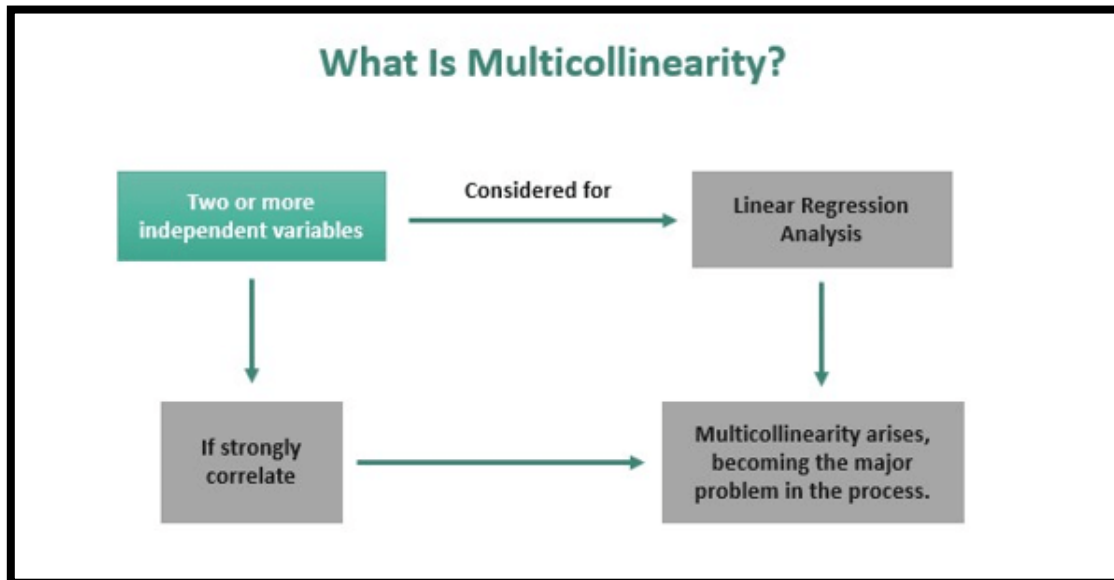 What Is Multicollinearity?
Two or more
independent variables
Considered for
Linear Regression
Analysis
If strongly
correlate
Multicollinearity arises,
becoming the major
problem in the process.